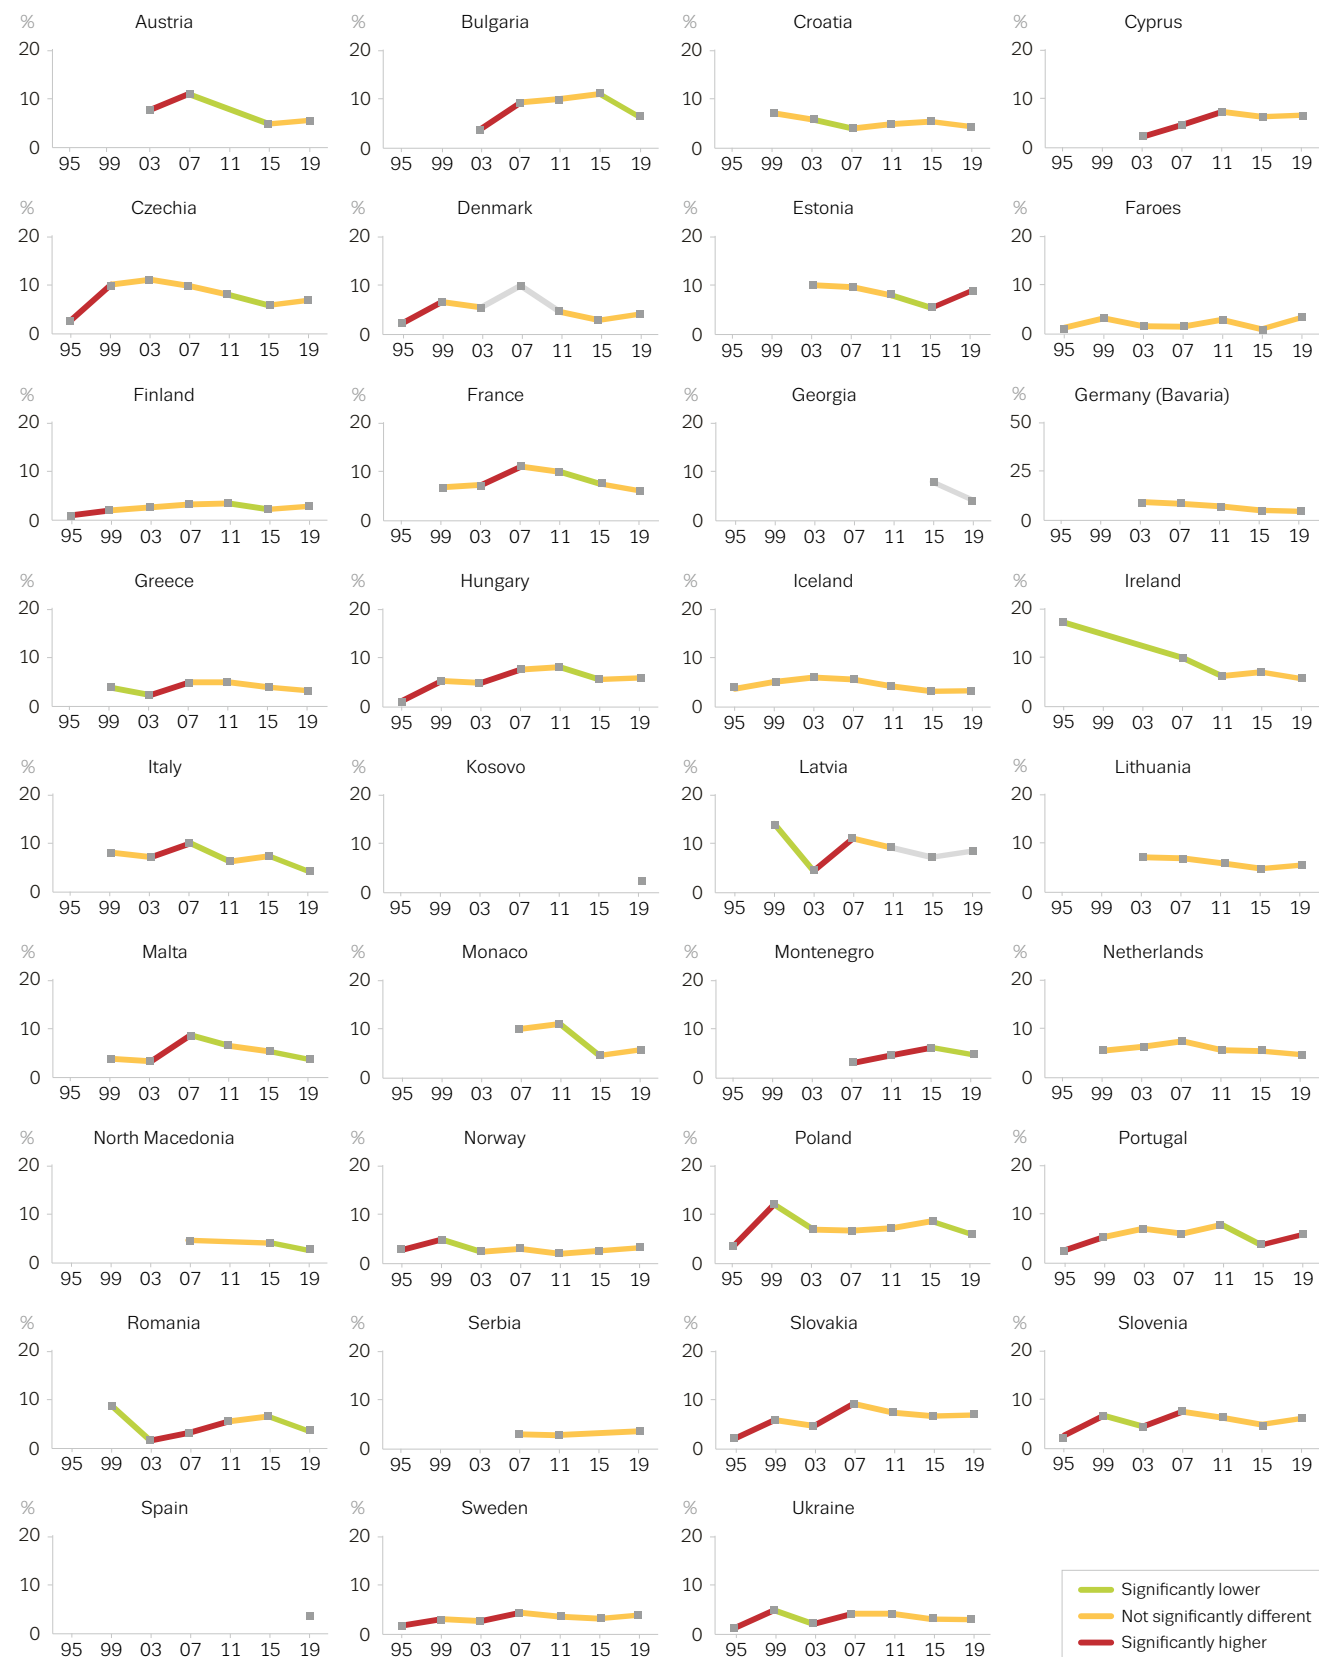 % Austria % Bulgaria % Croatia % Cyprus
20 20 20 20
10 10 10 10
0 0 0 0
95 99 03 07 11 15 19 95 99 03 07 11 15 19 95 99 03 07 11 15 19 95 99 03 07 11 15 19
% Czechia % Denmark % Estonia % Faroes
20 20 20 20
10 10 10 10
0 0 0 0
95 99 03 07 11 15 19 95 99 03 07 11 15 19 95 99 03 07 11 15 19 95 99 03 07 11 15 19
% Finland % France % Georgia % Germany (Bavaria)
20 20 20 50
10 10 10 25
0 0 0 0
95 99 03 07 11 15 19 95 99 03 07 11 15 19 95 99 03 07 11 15 19 95 99 03 07 11 15 19
% Greece % Hungary % Iceland % Ireland
20 20 20 20
10 10 10 10
0 0 0 0
95 99 03 07 11 15 19 95 99 03 07 11 15 19 95 99 03 07 11 15 19 95 99 03 07 11 15 19
% Italy % Kosovo % Latvia % Lithuania
20 20 20 20
10 10 10 10
0 0 0 0
95 99 03 07 11 15 19 95 99 03 07 11 15 19 95 99 03 07 11 15 19 95 99 03 07 11 15 19
% Malta % Monaco % Montenegro % Netherlands
20 20 20 20
10 10 10 10
0 0 0 0
95 99 03 07 11 15 19 95 99 03 07 11 15 19 95 99 03 07 11 15 19 95 99 03 07 11 15 19
% North Macedonia % Norway % Poland % Portugal
20 20 20 20
10 10 10 10
0 0 0 0
95 99 03 07 11 15 19 95 99 03 07 11 15 19 95 99 03 07 11 15 19 95 99 03 07 11 15 19
% Romania % Serbia % Slovakia % Slovenia
20 20 20 20
10 10 10 10
0 0 0 0
95 99 03 07 11 15 19 95 99 03 07 11 15 19 95 99 03 07 11 15 19 95 99 03 07 11 15 19
% Spain % Sweden % Ukraine
20 20 20
10 10 10
0 0 0
95 99 03 07 11 15 19 95 99 03 07 11 15 19 95 99 03 07 11 15 19
Significantly lower
Not significantly different
Significantly higher